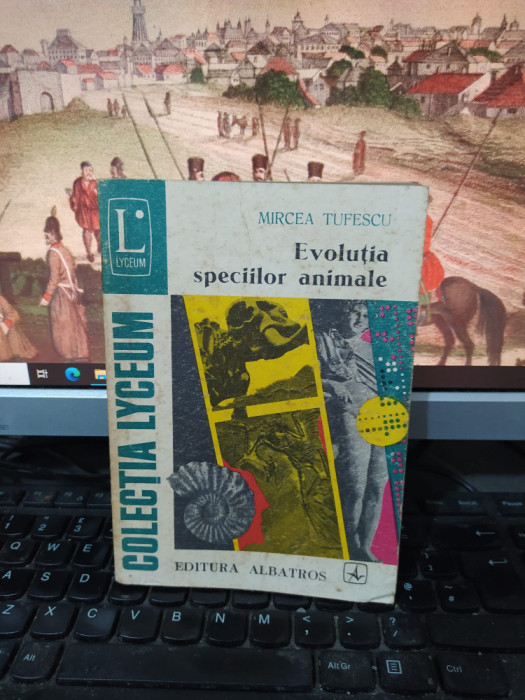 L
LYCEUM
MIRCEA TUFESCU
Evoluția
speciilor animale
COLECȚIA LYCEUM
EDITURA ALBATROS
Q W E
A S D
Z X C V B N M
Alt
Alt Gr
Ctrl